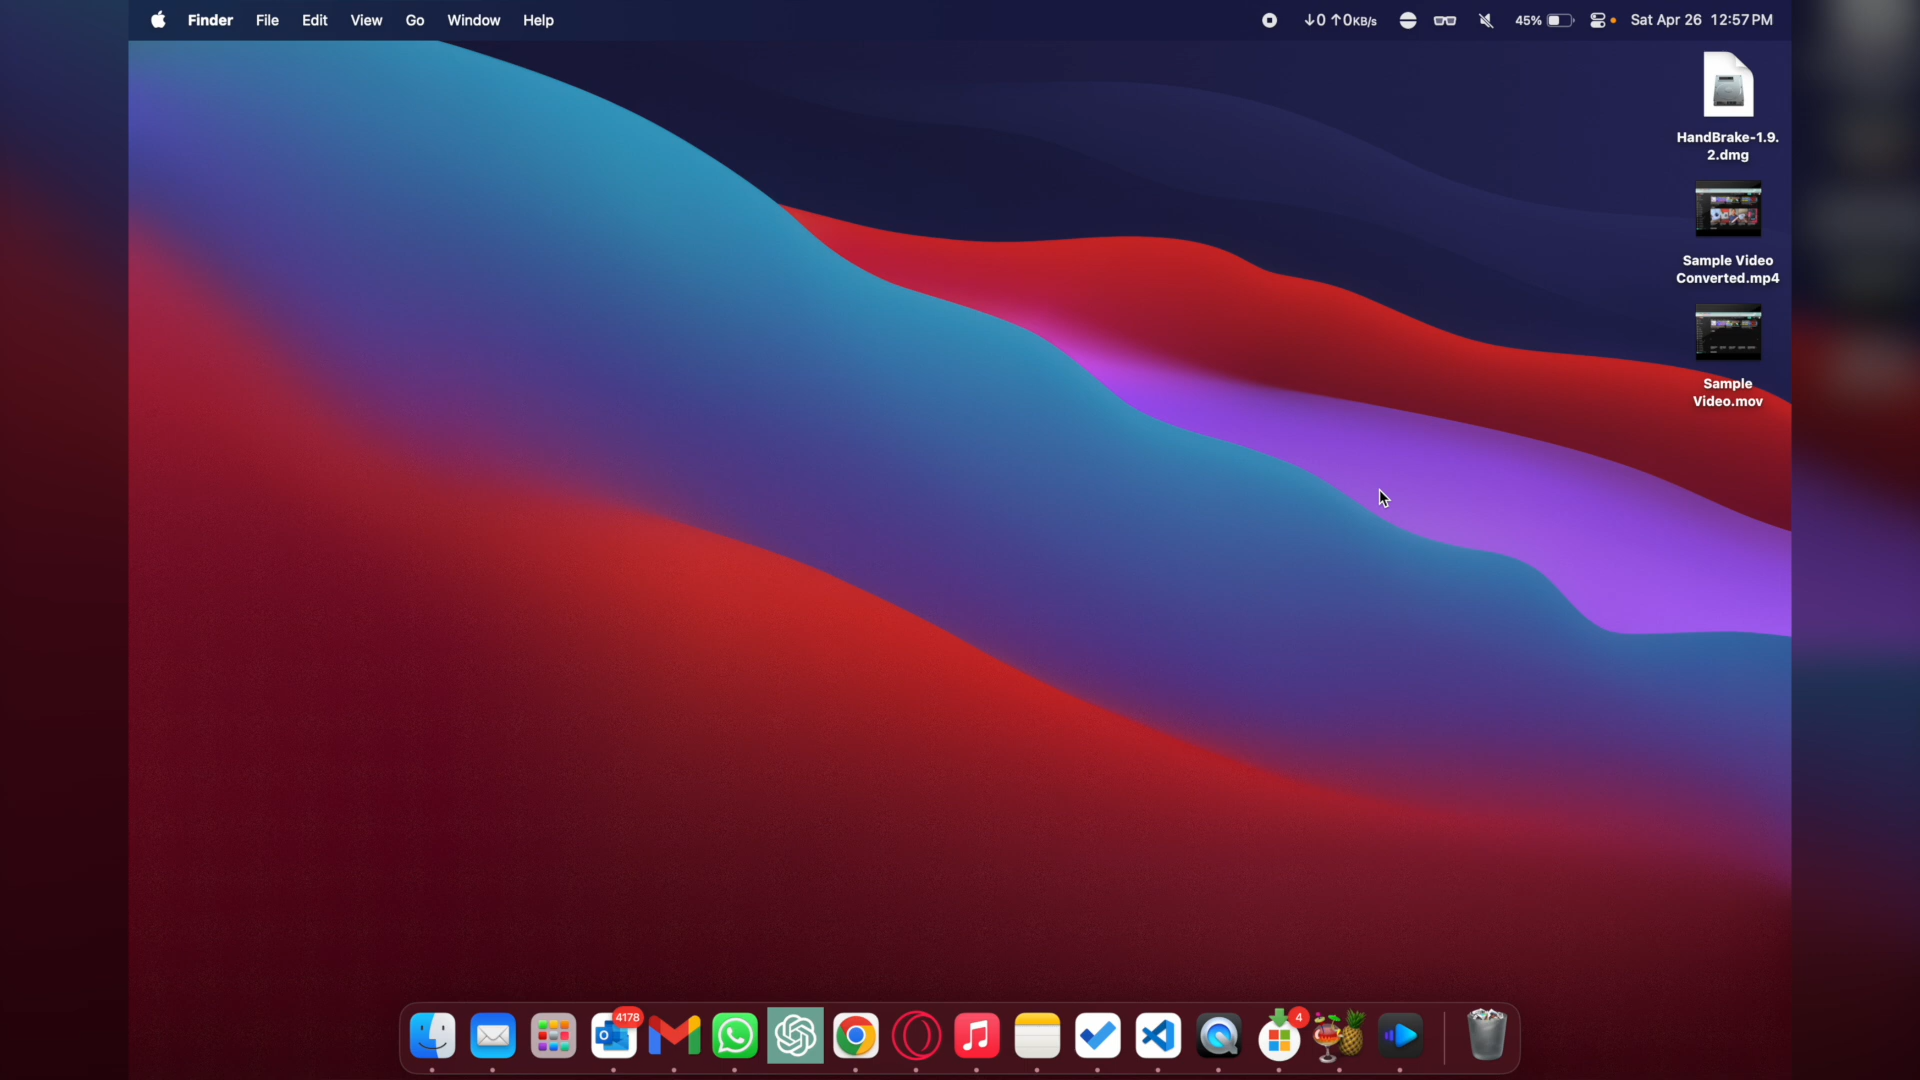 Finder File Edit View Go Window Help ↓0 ↑0KB/s 45% Sat Apr 26 12:57 PM
HandBrake-1.9.
2.dmg
Sample Video
Converted.mp4
Sample
Video.mov
4178
4